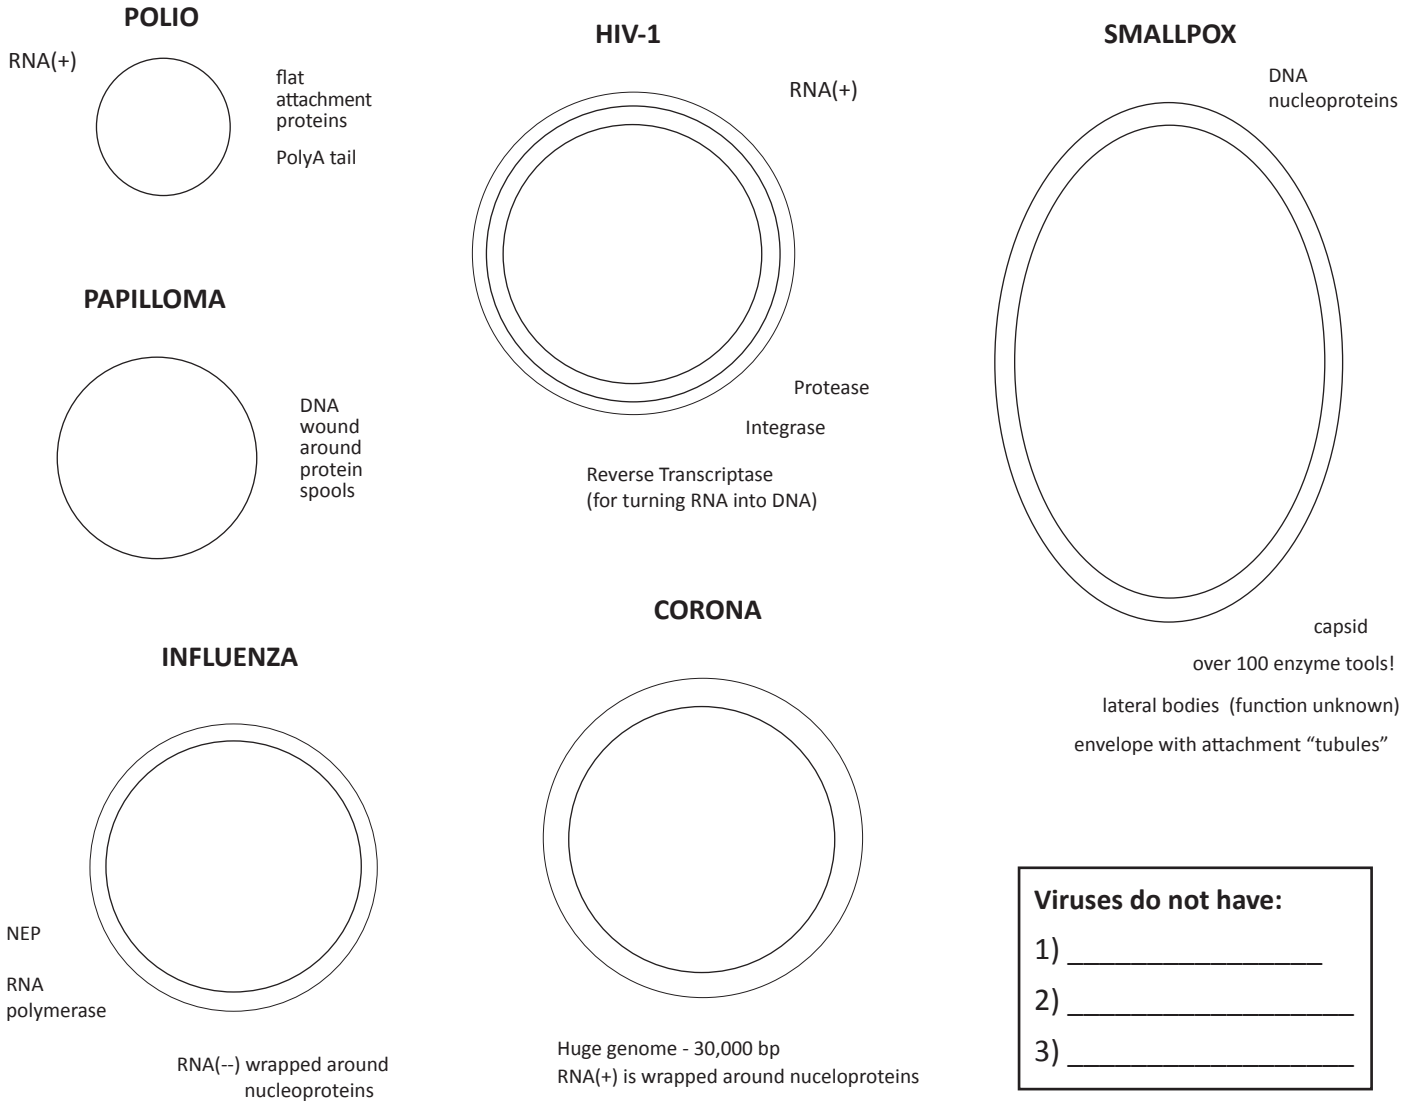 POLIO
RNA(+)
flat
attachment
proteins
PolyA tail
HIV-1
RNA(+)
Protease
Integrase
Reverse Transcriptase
(for turning RNA into DNA)
SMALLPOX
DNA
nucleoproteins
capsid
over 100 enzyme tools!
lateral bodies (function unknown)
envelope with attachment “tubules”
PAPILLOMA
DNA
wound
around
protein
spools
INFLUENZA
NEP
RNA
polymerase
RNA(--) wrapped around
nucleoproteins
CORONA
Huge genome - 30,000 bp
RNA(+) is wrapped around nuceloproteins
Viruses do not have:
1) ________________
2) __________________
3) __________________